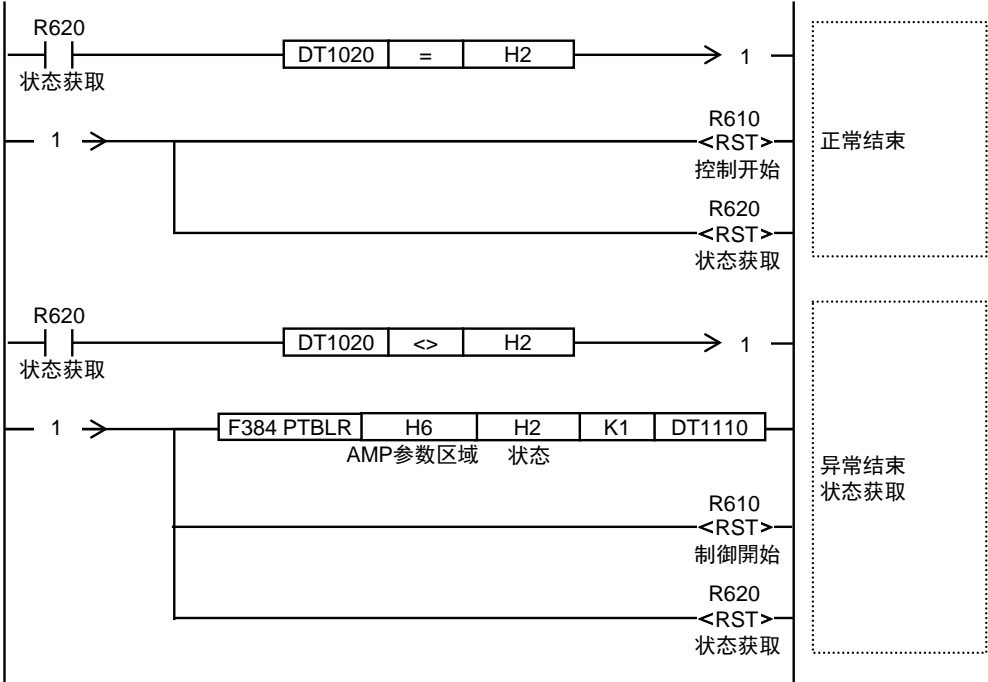 R620
DT1020 = H2 1
状态获取
1 R610
<RST> 正常结束
控制开始
R620
<RST>
状态获取
R620
DT1020 <> H2 1
状态获取
1 F384 PTBLR H6 H2 K1 DT1110
AMP参数区域 状态
异常结束
状态获取
R610
<RST>
制御開始
R620
<RST>
状态获取